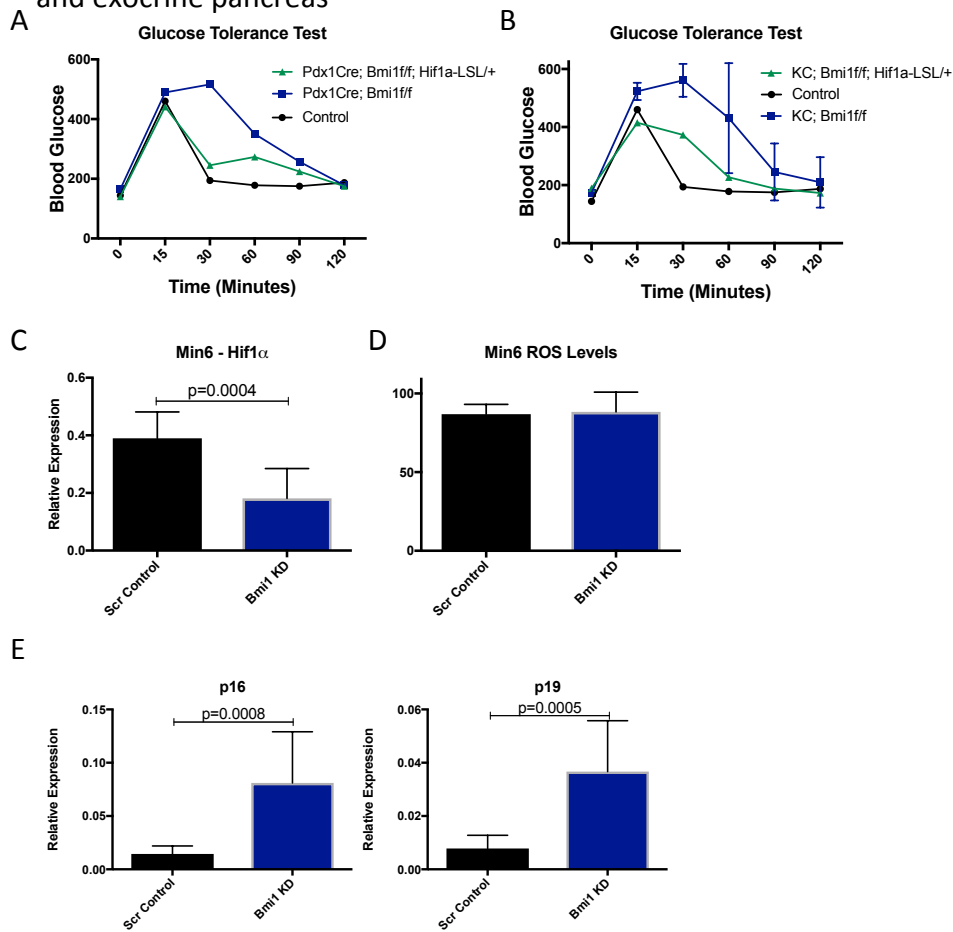 and exocrine pancreas
A
Glucose Tolerance Test
600
400
200
0
Blood Glucose
Pdx1Cre; Bmi1f/f; Hif1a-LSL/+
Pdx1Cre; Bmi1f/f
Control
0 15 30 60 90 120
Time (Minutes)
B
Glucose Tolerance Test
600
400
200
0
Blood Glucose
KC; Bmi1f/f; Hif1a-LSL/+
Control
KC; Bmi1f/f
0 15 30 60 90 120
Time (Minutes)
C
Min6 - Hif1α
p=0.0004
0.6
0.4
0.2
0.0
Relative Expression
Scr Control
Bmi1 KD
D
Min6 ROS Levels
100
50
0
Scr Control
Bmi1 KD
E
p16
p=0.0008
0.15
0.10
0.05
0.00
Relative Expression
Scr Control
Bmi1 KD
p19
p=0.0005
0.06
0.04
0.02
0.00
Relative Expression
Scr Control
Bmi1 KD